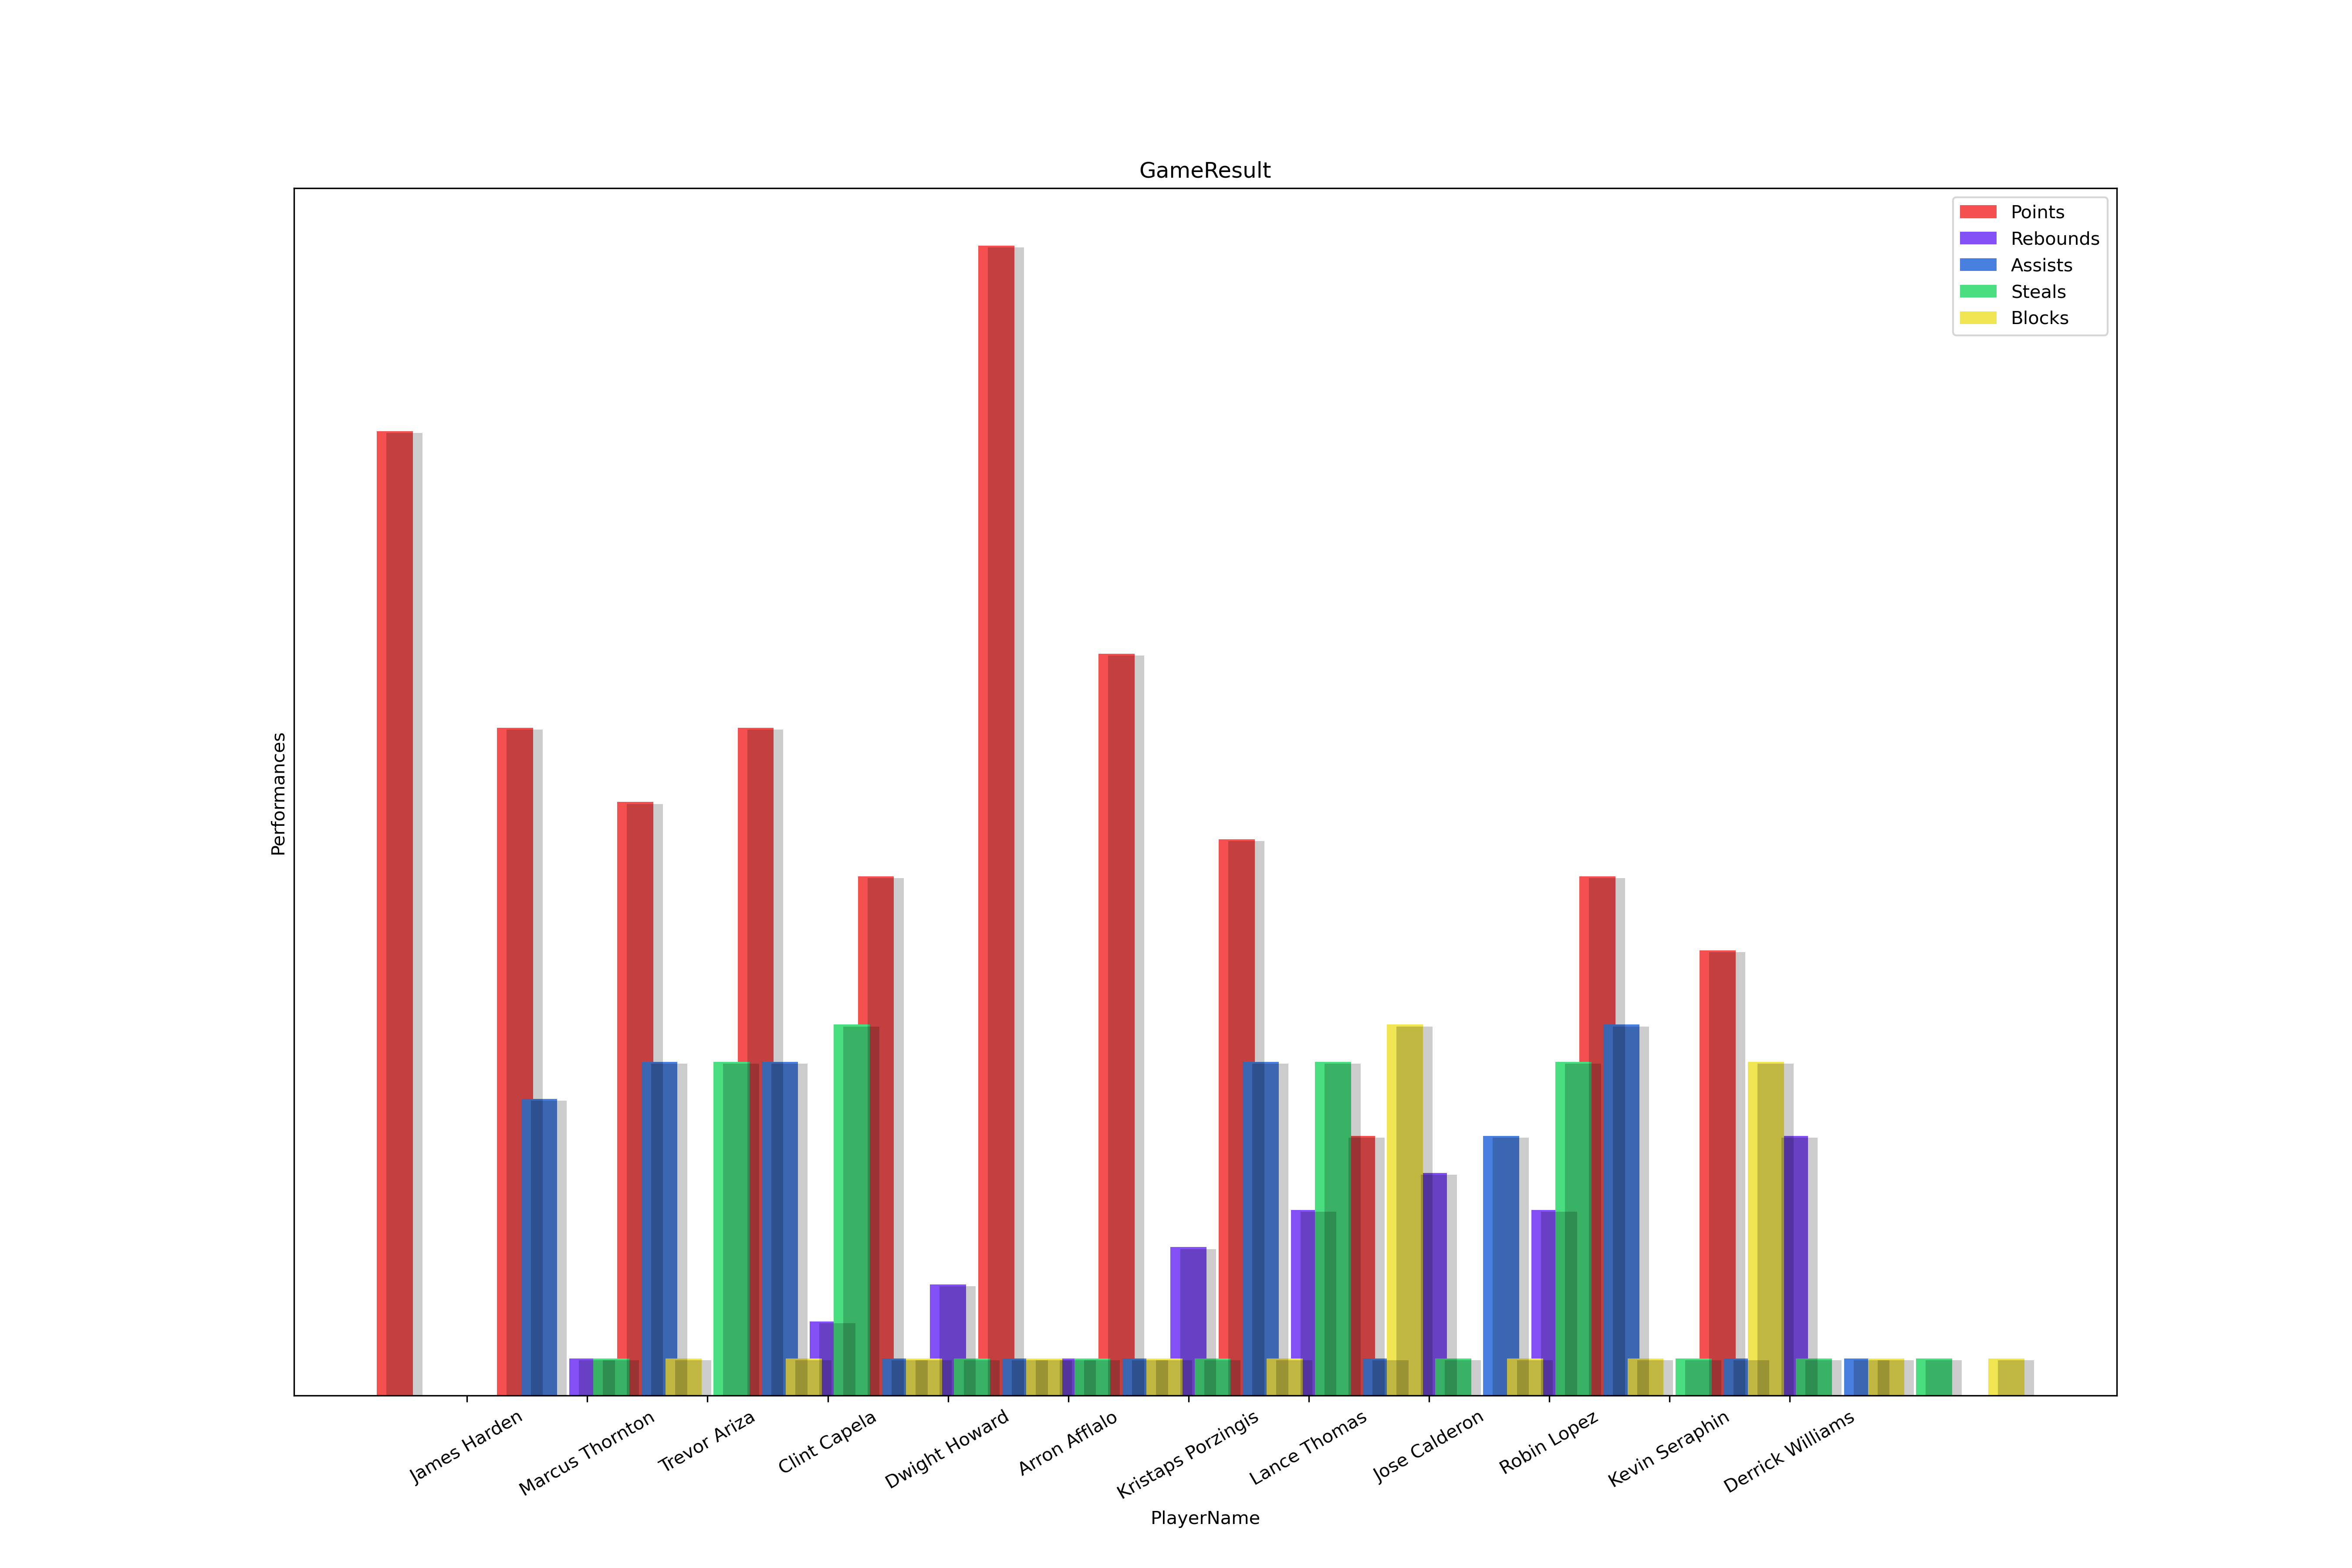 GameResult
Points
Rebounds
Assists
Steals
Blocks
Performances
James Harden
Marcus Thornton
Trevor Ariza
Clint Capela
Dwight Howard
Arron Afflalo
Kristaps Porzingis
Lance Thomas
Jose Calderon
Robin Lopez
Kevin Seraphin
Derrick Williams
PlayerName